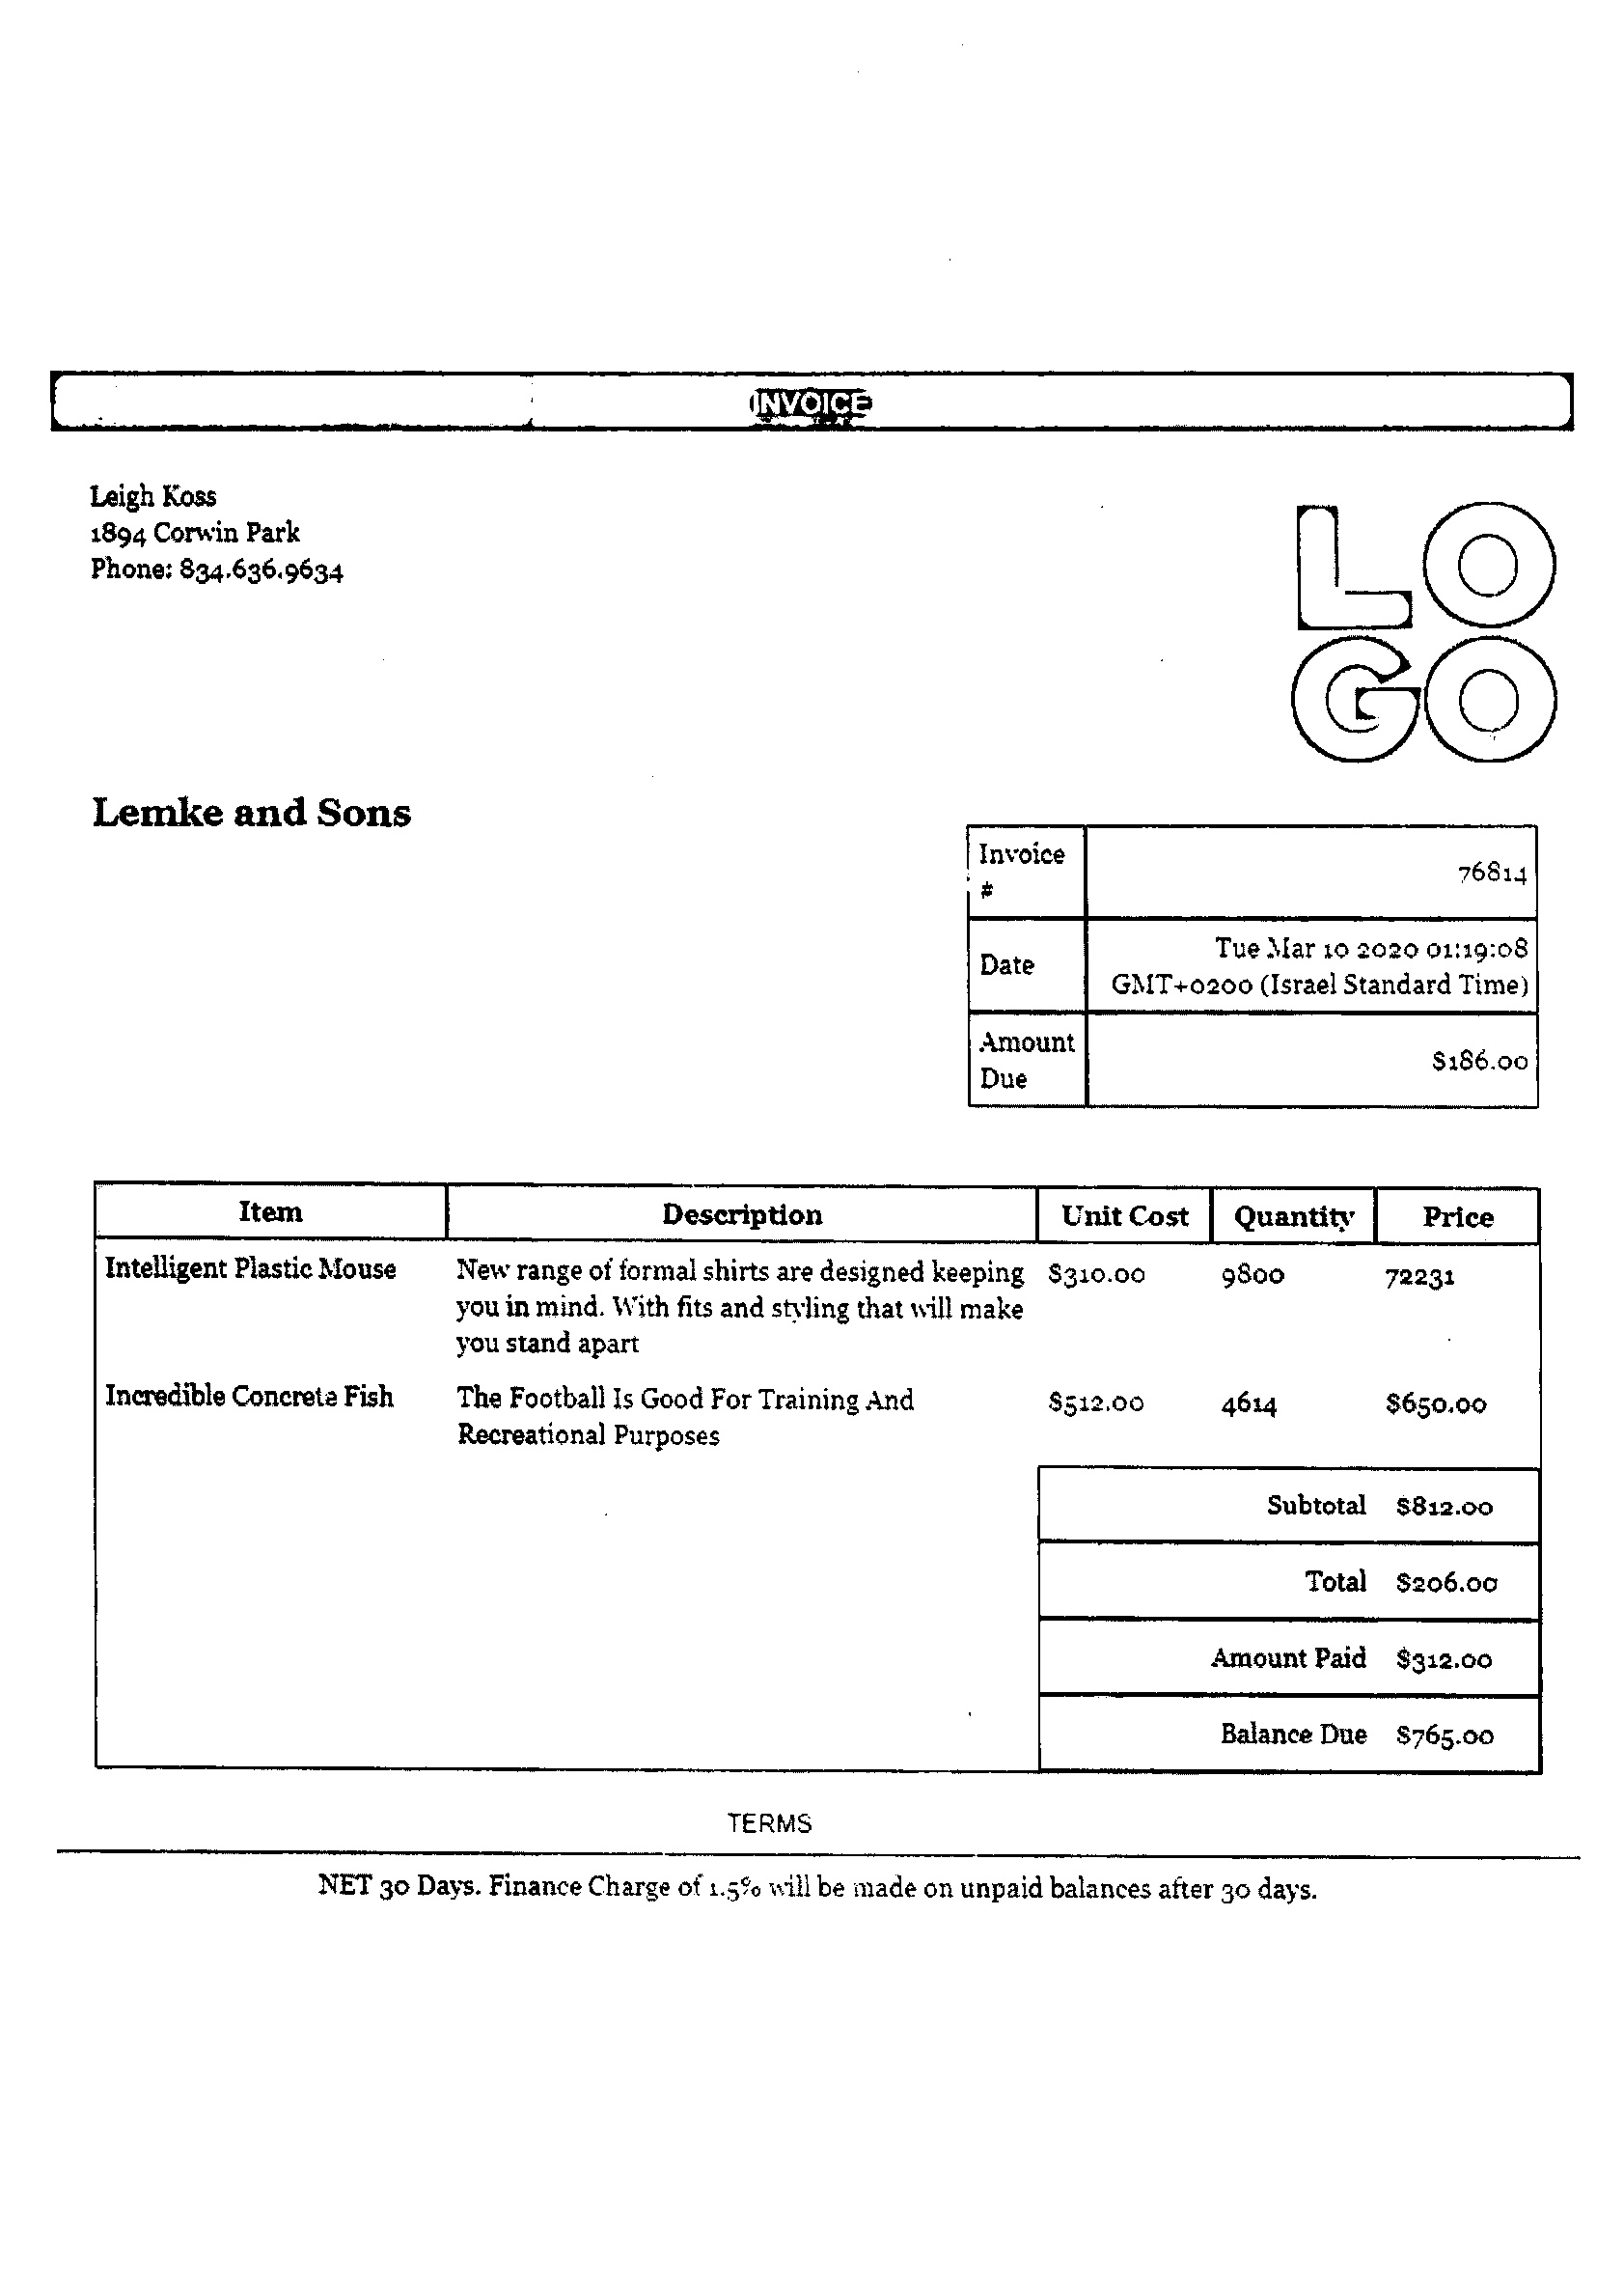 INVOICE
Leigh Koss
1894 Corwin Park
Phone: 834.636.9634
LO
GO
Lemke and Sons
Invoice
#
76814
Date
Tue Mar 10 2020 01:19:08
GMT+0200 (Israel Standard Time)
Amount
Due
$186.00
Item Description Unit Cost Quantity Price
Intelligent Plastic Mouse New range of formal shirts are designed keeping $310.00 9800 72231
you in mind. With fits and styling that will make
you stand apart
Incredible Concrete Fish The Football Is Good For Training And $512.00 4614 $650.00
Recreational Purposes
Subtotal $812.00
Total $206.00
Amount Paid $312.00
Balance Due $765.00
TERMS
NET 30 Days. Finance Charge of 1.5% will be made on unpaid balances after 30 days.